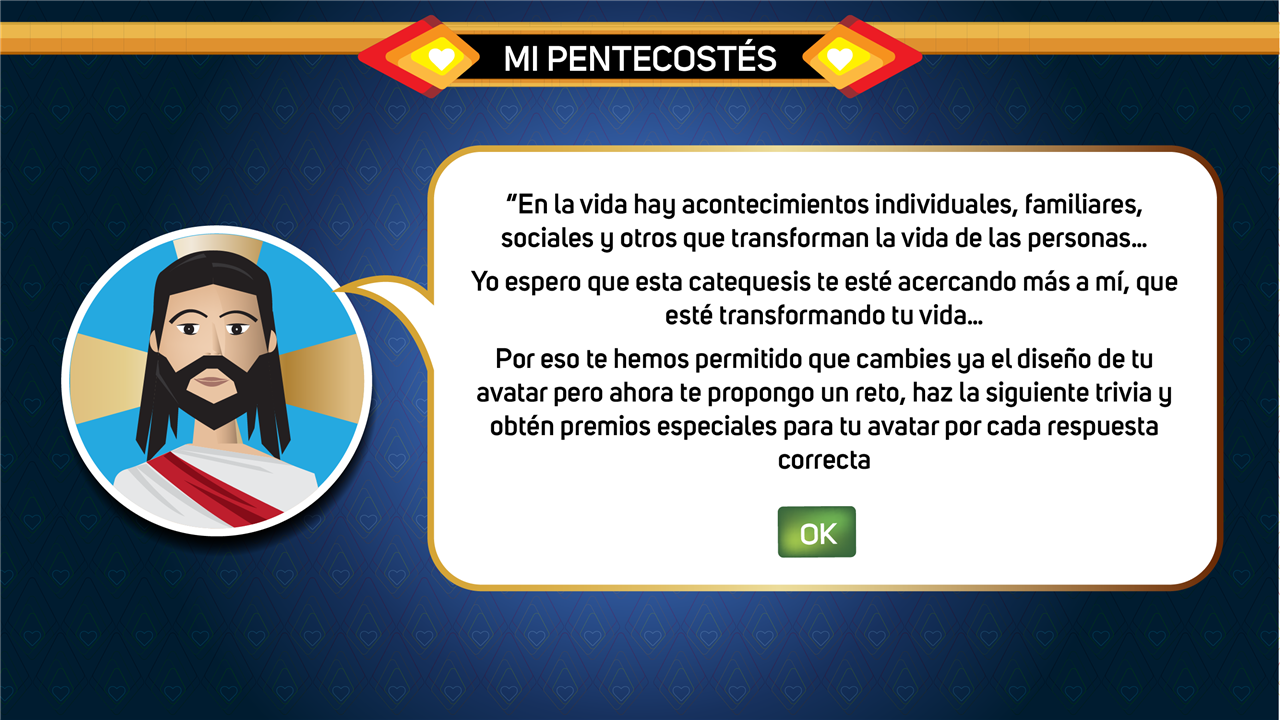 MI PENTECOSTÉS
“En la vida hay acontecimientos individuales, familiares,
sociales y otros que transforman la vida de las personas...
Yo espero que esta catequesis te esté acercando más a mí, que
esté transformando tu vida...
Por eso te hemos permitido que cambies ya el diseño de tu
avatar pero ahora te propongo un reto, haz la siguiente trivia y
obtén premios especiales para tu avatar por cada respuesta
correcta
OK